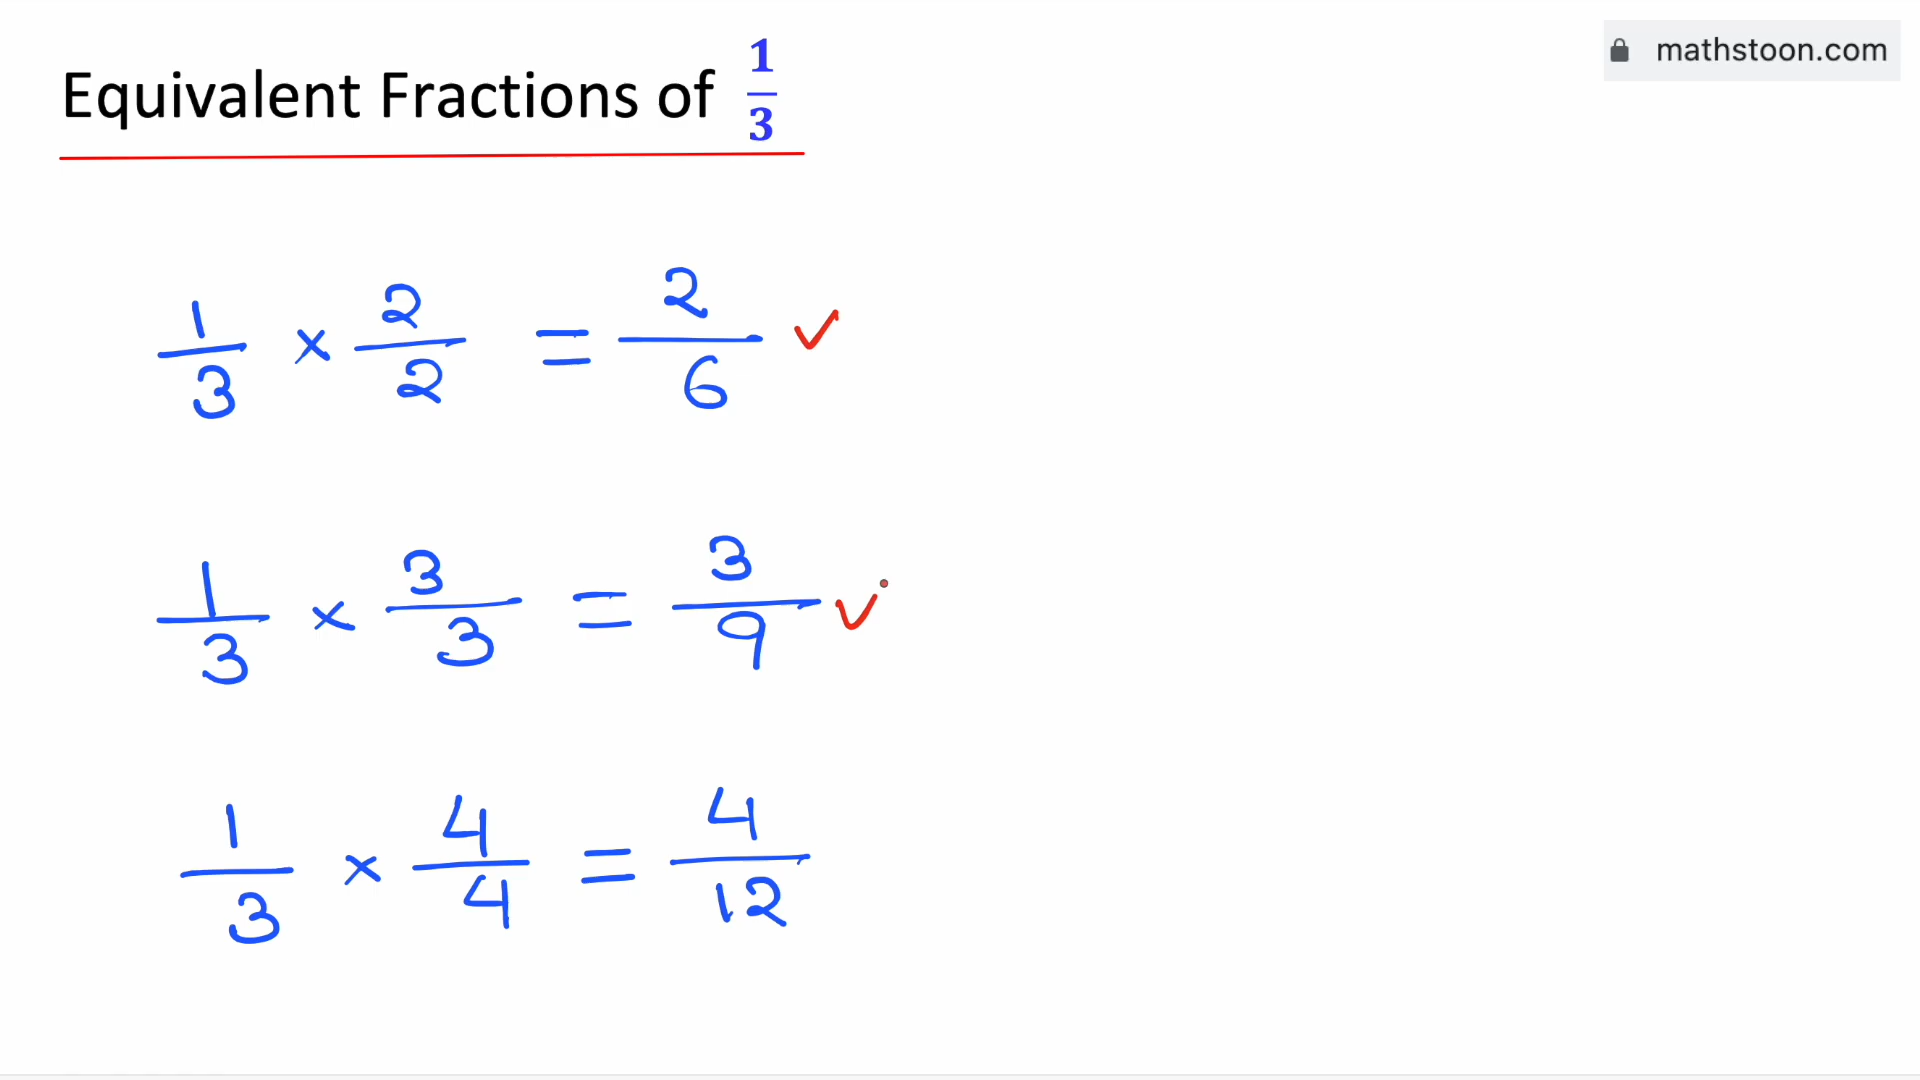 Equivalent Fractions of 1/3
mathstoon.com
1/3 × 2/2 = 2/6 ✓
1/3 × 3/3 = 3/9 ✓
1/3 × 4/4 = 4/12